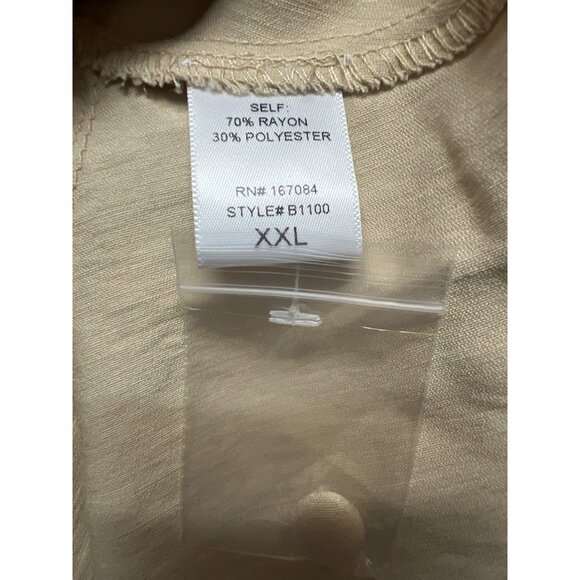 SELF:
70% RAYON
30% POLYESTER
RN# 167084
STYLE# B1100
XXL